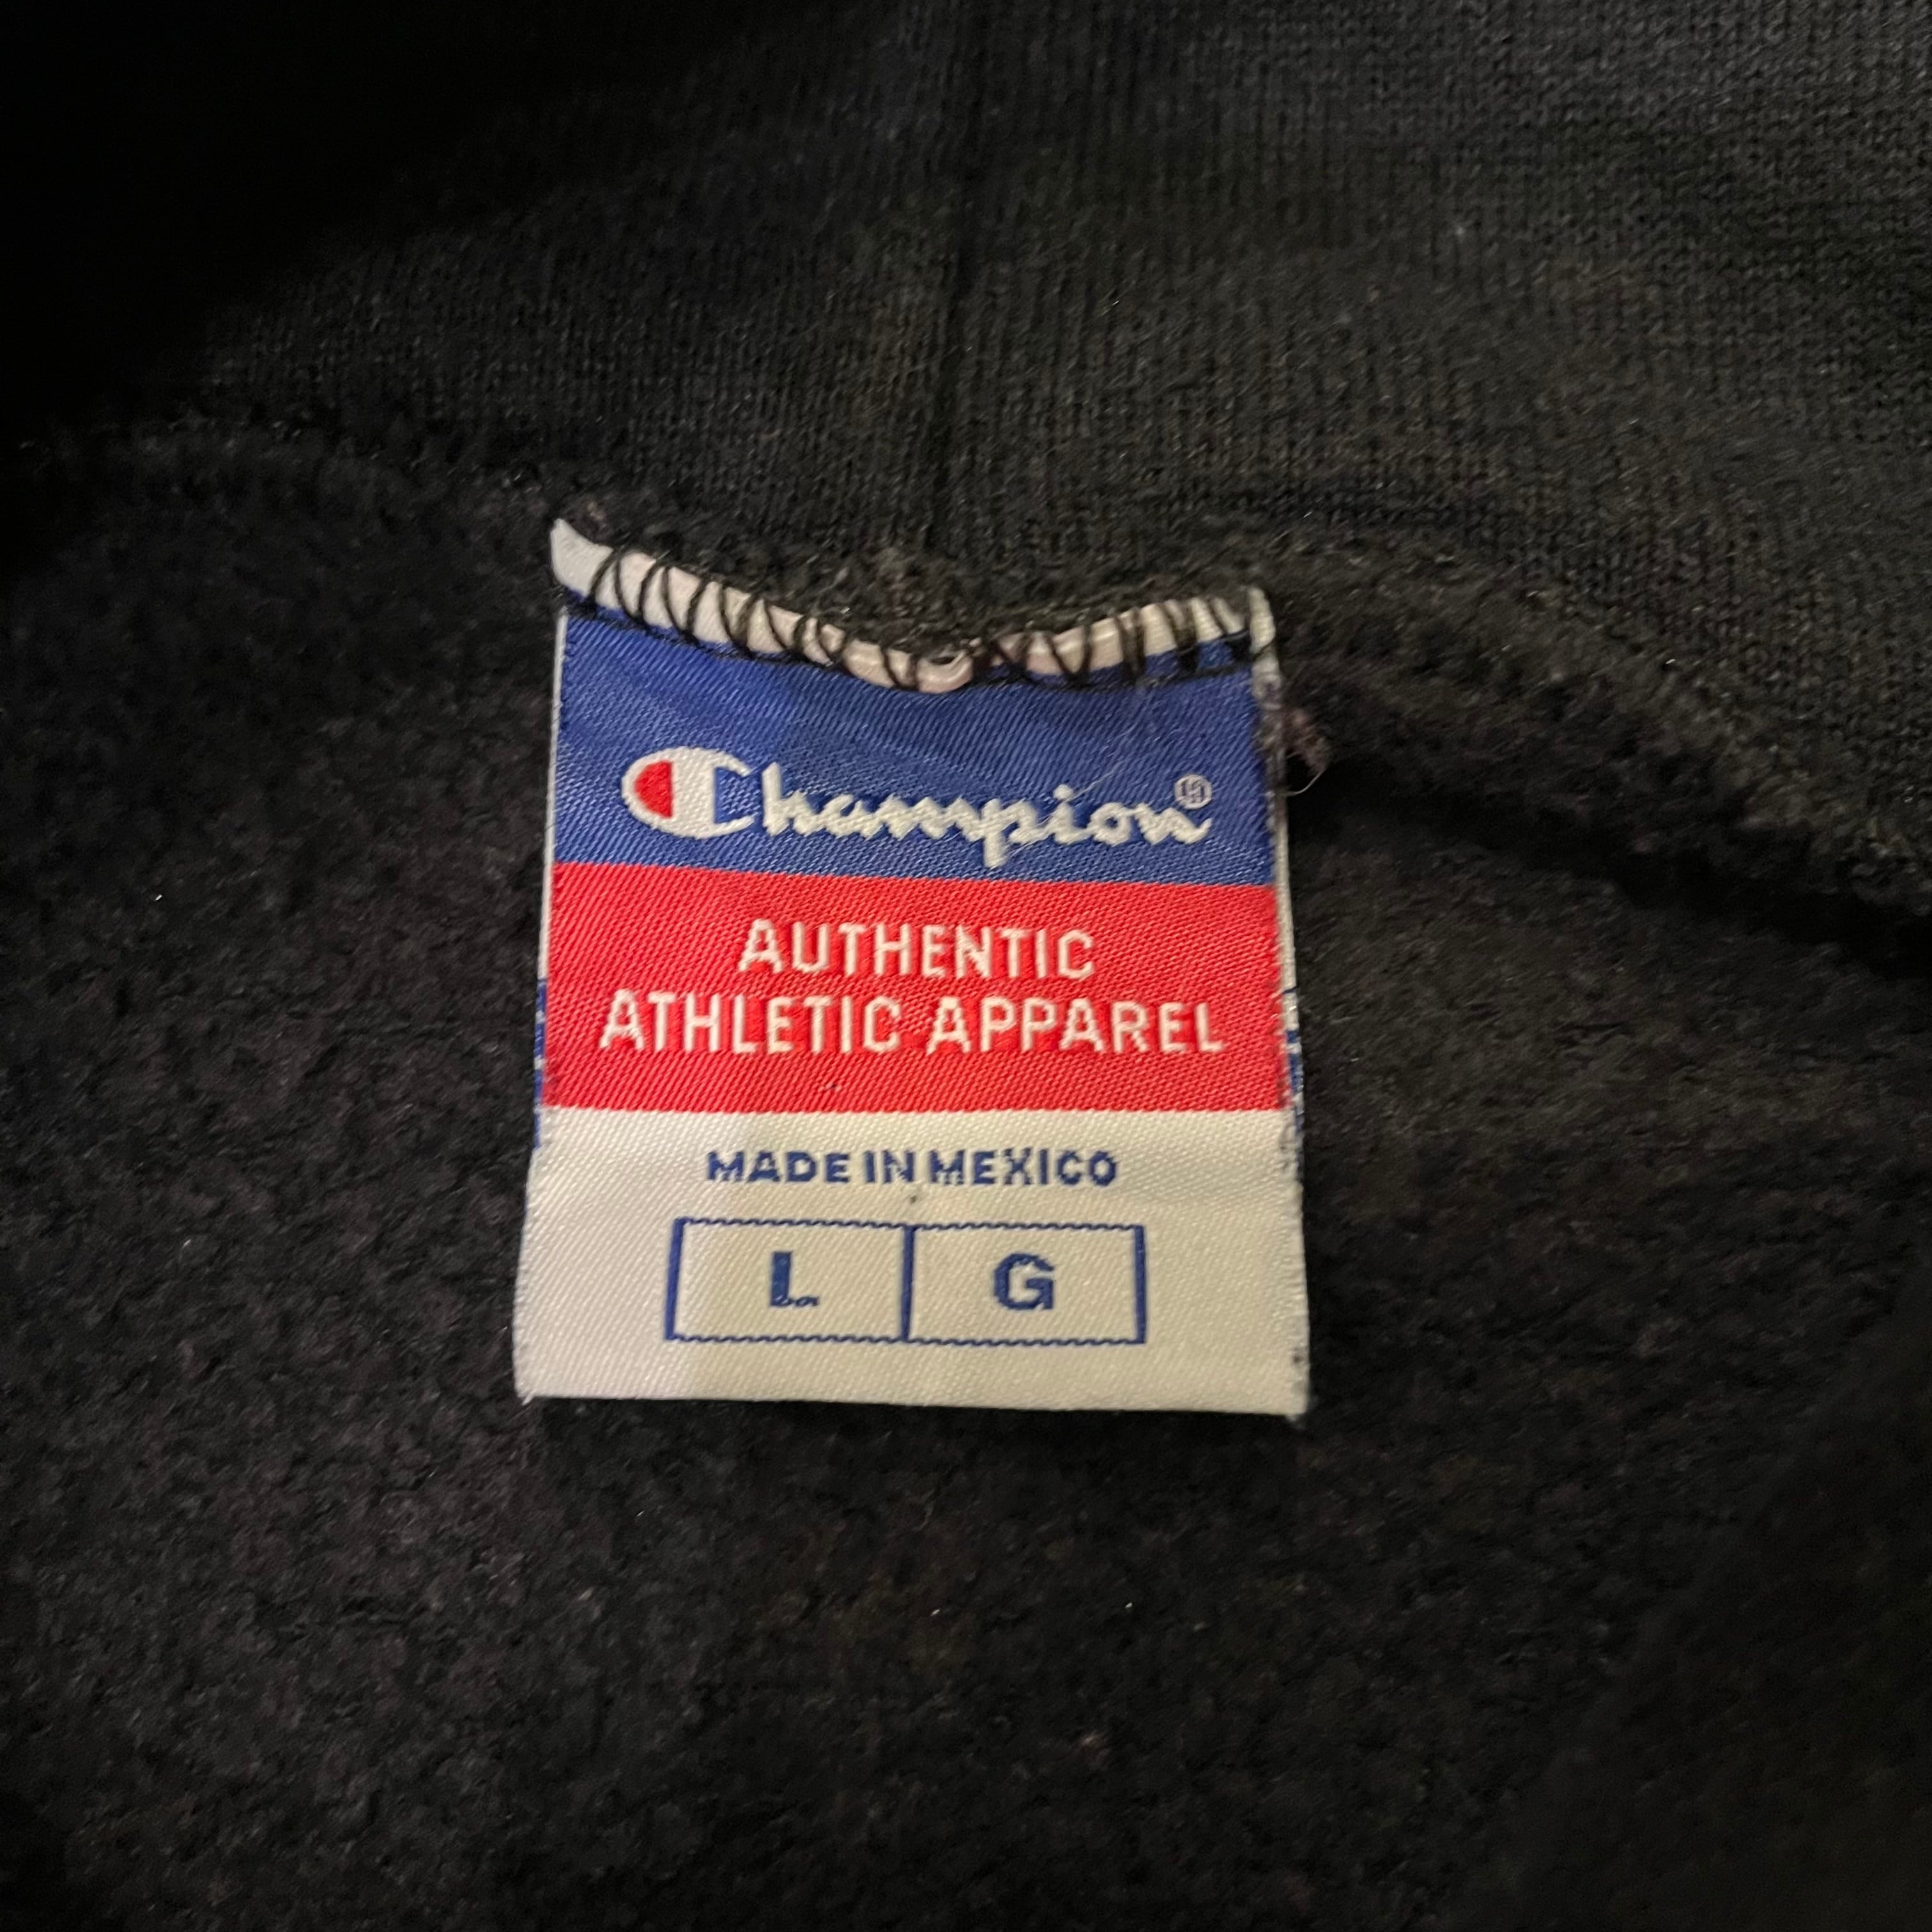 Champion®
AUTHENTIC
ATHLETIC APPAREL
MADE IN MEXICO
L G